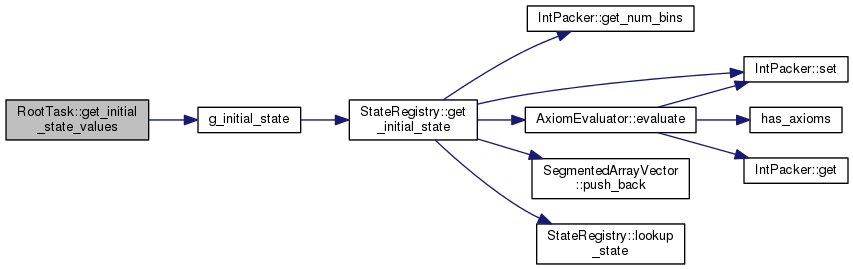 RootTask::get_initial
_state_values
g_initial_state
StateRegistry::get
_initial_state
IntPacker::get_num_bins
IntPacker::set
AxiomEvaluator::evaluate
has_axioms
IntPacker::get
SegmentedArrayVector
::push_back
StateRegistry::lookup
_state